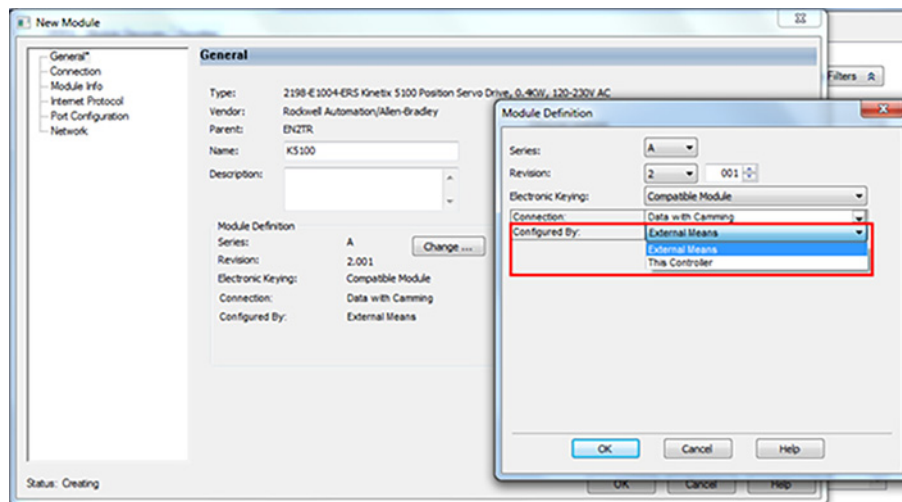 New Module
General*
Connection
Module Info
Internet Protocol
Port Configuration
Network
General
Type: 2198-E1004-ERS Kinetix 5100 Position Servo Drive, 0.4KW, 120-230V AC
Vendor: Rockwell Automation/Allen-Bradley
Parent: EN2TR
Name: K5100
Description:
Module Definition
Series: A
Change ...
Revision: 2.001
Electronic Keying: Compatible Module
Connection: Data with Camming
Configured By: External Means
Status: Creating
OK Cancel Help
Filters
Module Definition
Series: A
Revision: 2 001
Electronic Keying: Compatible Module
Connection: Data with Camming
Configured By: External Means
External Means
This Controller
OK Cancel Help